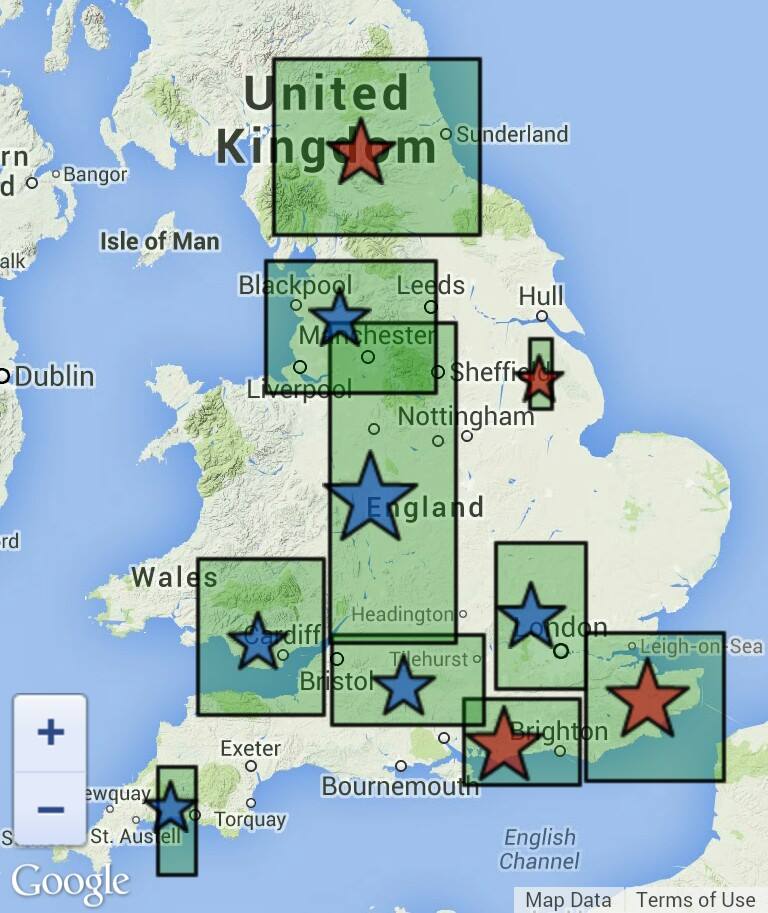 United
Kingdom
Sunderland
rn
d
Bangor
Isle of Man
alk
Blackpool
Leeds
Hull
Manchester
Dublin
Liverpool
Sheffield
Nottingham
England
rd
Wales
Headington
Cardiff
London
Leigh-on-Sea
Bristol
Tilehurst
+
Brighton
Exeter
Bournemouth
ewquay
−
Torquay
St. Austell
English
Channel
Google
Map Data
Terms of Use